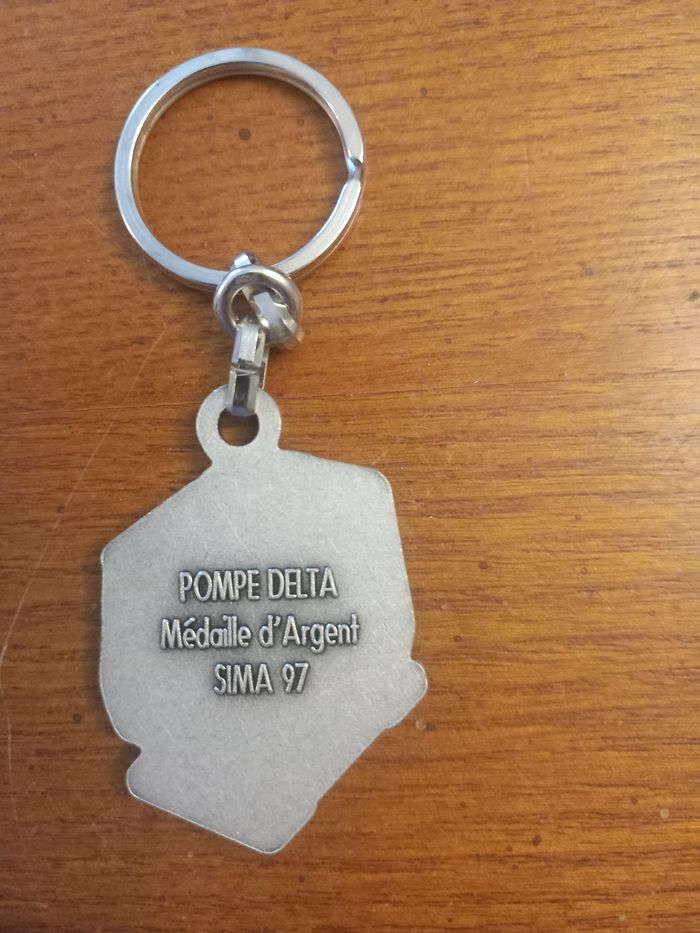 POMPE DELTA
Médaille d'Argent
SIMA 97